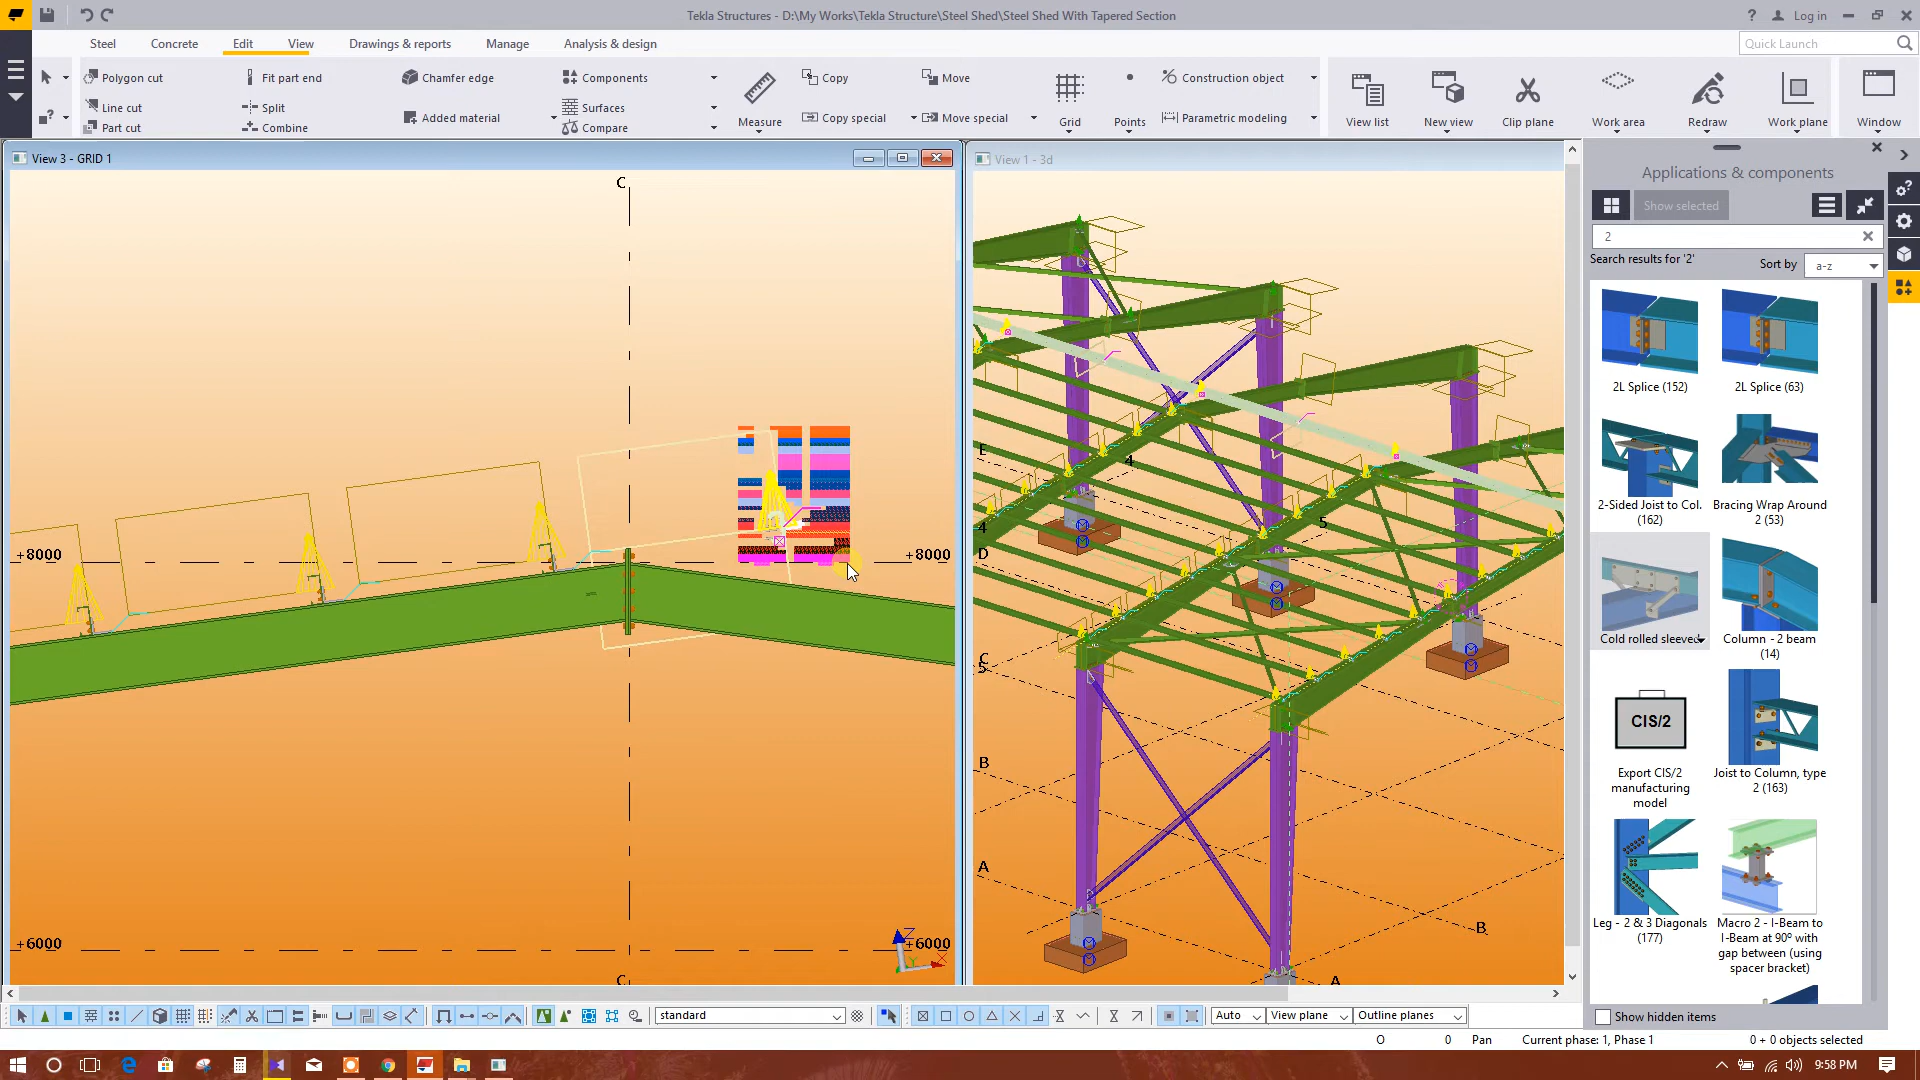 Tekla Structures - D:\My Works\Tekla Structure\Steel Shed\Steel Shed With Tapered Section
? Log in
Steel Concrete Edit View Drawings & reports Manage Analysis & design
Quick Launch
Polygon cut Fit part end Chamfer edge Components Copy Move Construction object
Line cut Split Surfaces
Added material Measure Copy special Move special Grid Points Parametric modeling View list New view Clip plane Work area Redraw Work plane Window
Part cut Combine Compare
View 3 - GRID 1
View 1 - 3d
C
+8000
+8000
+6000
+6000
C
Z
X
Y
E
4
4
5
D
C
5
B
A
B
A
Applications & components
Show selected
2
Search results for '2'
Sort by a-z
2L Splice (152)
2L Splice (63)
2-Sided Joist to Col. (162)
Bracing Wrap Around 2 (53)
Cold rolled sleeved
Column - 2 beam (14)
CIS/2
Export CIS/2 manufacturing model
Joist to Column, type 2 (163)
Leg - 2 & 3 Diagonals (177)
Macro 2 - I-Beam to I-Beam at 90º with gap between (using spacer bracket)
Show hidden items
standard
Auto
View plane
Outline planes
O 0 Pan Current phase: 1, Phase 1 0 + 0 objects selected
9:58 PM